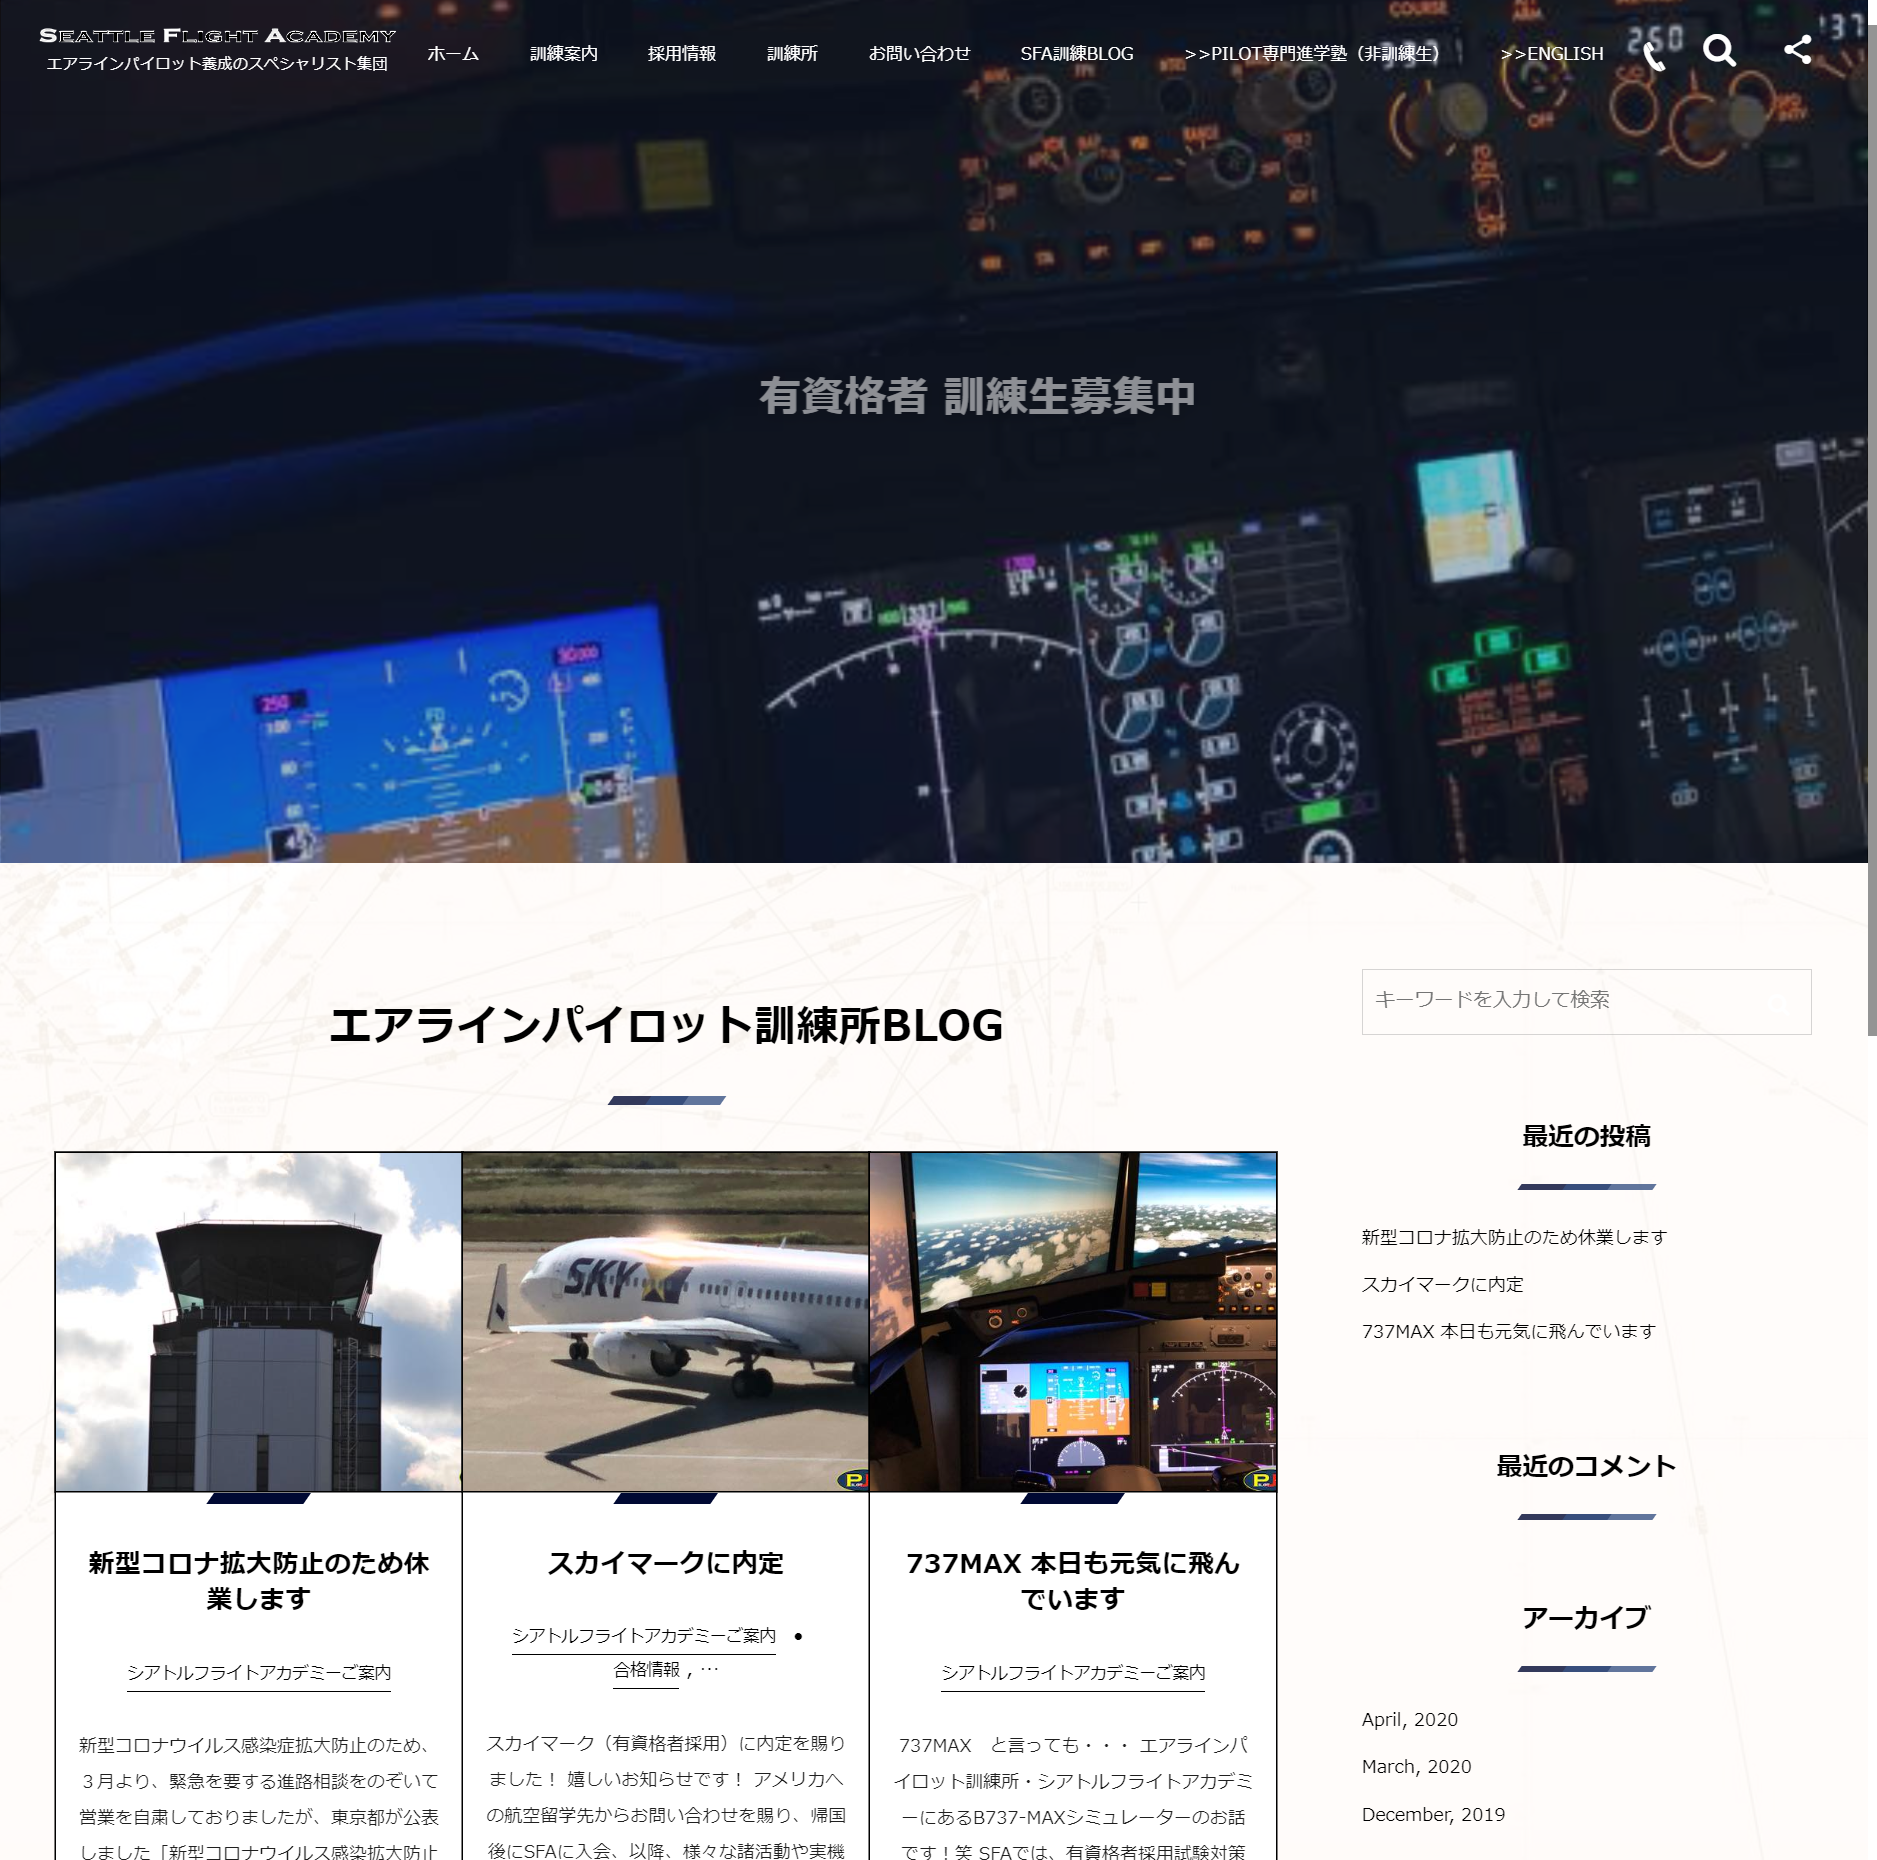 SEATTLE FLIGHT ACADEMY
エアラインパイロット養成のスペシャリスト集団
ホーム
訓練案内
採用情報
訓練所
お問い合わせ
SFA訓練BLOG
>>PILOT専門進学塾（非訓練生）
>>ENGLISH
有資格者 訓練生募集中
エアラインパイロット訓練所BLOG
新型コロナ拡大防止のため休
業します
シアトルフライトアカデミーご案内
新型コロナウイルス感染症拡大防止のため、
３月より、緊急を要する進路相談をのぞいて
営業を自粛しておりましたが、東京都が公表
しました「新型コロナウイルス感染拡大防止
SKY
スカイマークに内定
シアトルフライトアカデミーご案内 •
合格情報 , …
スカイマーク（有資格者採用）に内定を賜り
ました！ 嬉しいお知らせです！ アメリカへ
の航空留学先からお問い合わせを賜り、帰国
後にSFAに入会、以降、様々な諸活動や実機
737MAX 本日も元気に飛ん
でいます
シアトルフライトアカデミーご案内
737MAX　と言っても・・・ エアラインパ
イロット訓練所・シアトルフライトアカデミ
ーにあるB737-MAXシミュレーターのお話
です！笑 SFAでは、有資格者採用試験対策
キーワードを入力して検索
最近の投稿
新型コロナ拡大防止のため休業します
スカイマークに内定
737MAX 本日も元気に飛んでいます
最近のコメント
アーカイブ
April, 2020
March, 2020
December, 2019